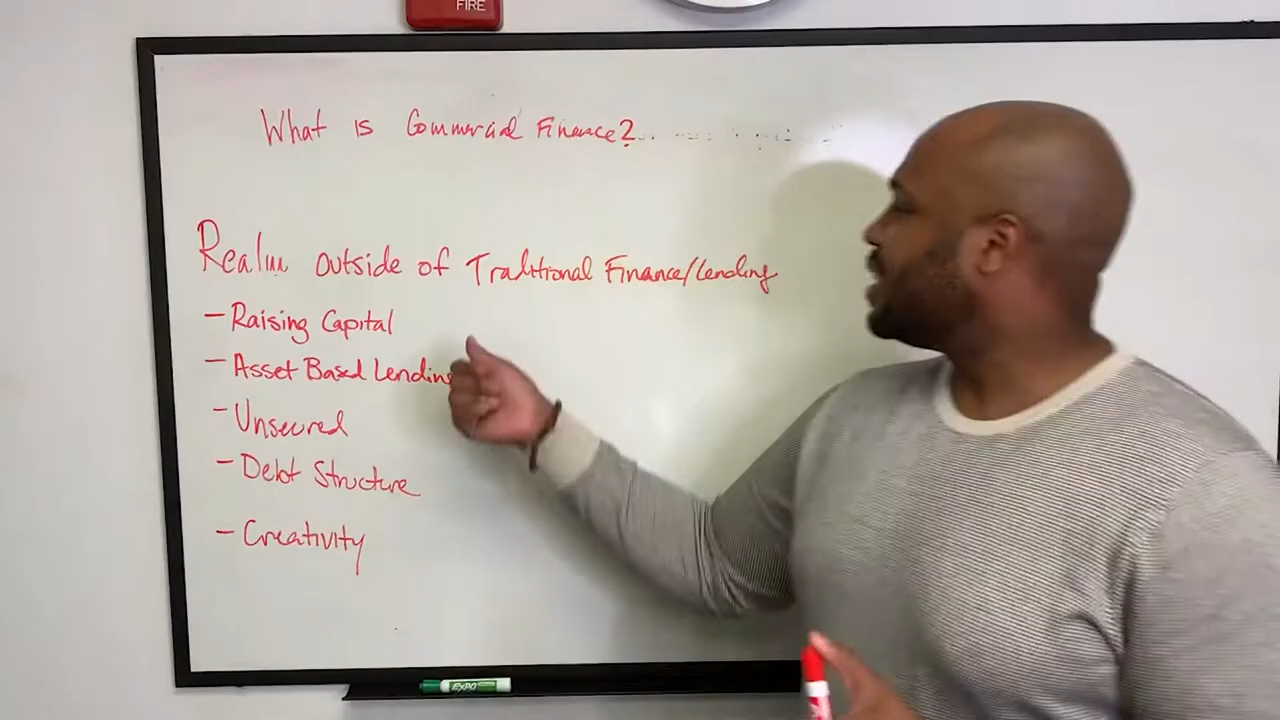 FIRE
What is Commercial Finance?
Realm outside of Traditional Finance/Lending
- Raising Capital
- Asset Based Lending
- Unsecured
- Debt Structure
- Creativity
EXPO